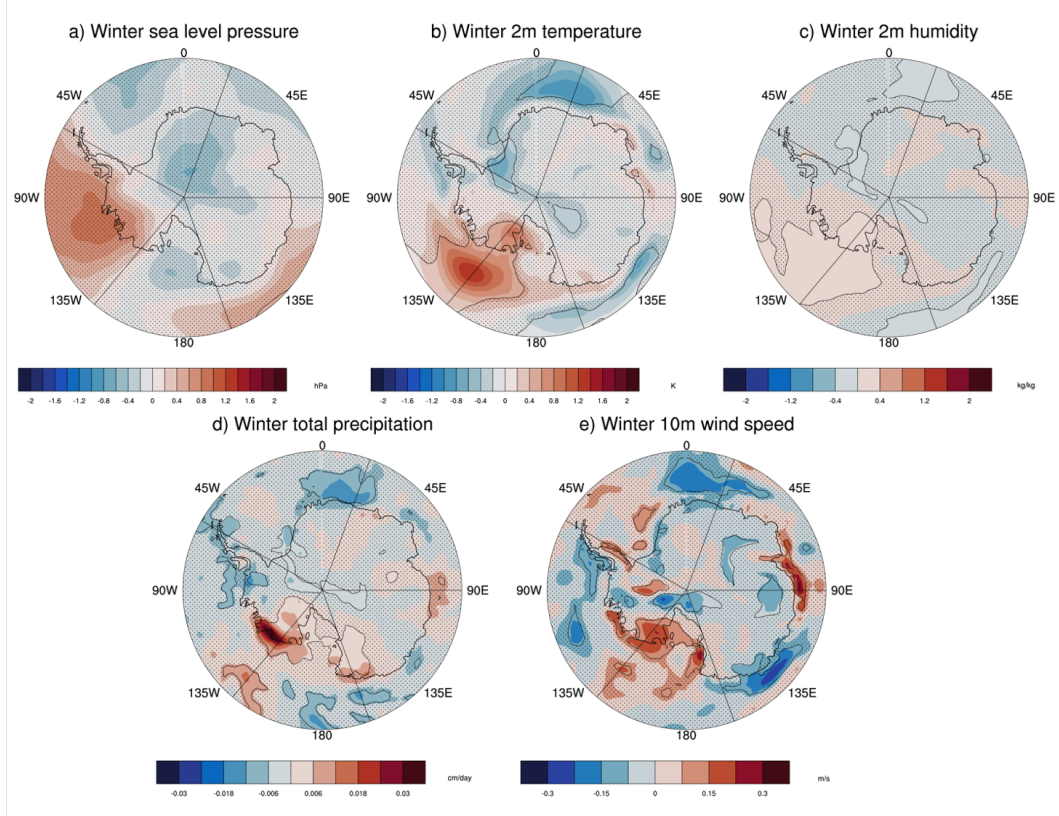 a) Winter sea level pressure
b) Winter 2m temperature
c) Winter 2m humidity
0
45W
45E
90W
90E
135W
135E
180
0
45W
45E
90W
90E
135W
135E
180
0
45W
45E
90W
90E
135W
135E
180
hPa
-2 -1.6 -1.2 -0.8 -0.4 0 0.4 0.8 1.2 1.6 2
K
-2 -1.6 -1.2 -0.8 -0.4 0 0.4 0.8 1.2 1.6 2
kg/kg
-2 -1.2 -0.4 0.4 1.2 2
d) Winter total precipitation
e) Winter 10m wind speed
0
45W
45E
90W
90E
135W
135E
180
0
45W
45E
90W
90E
135W
135E
180
cm/day
-0.03 -0.018 -0.006 0.006 0.018 0.03
m/s
-0.3 -0.15 0 0.15 0.3